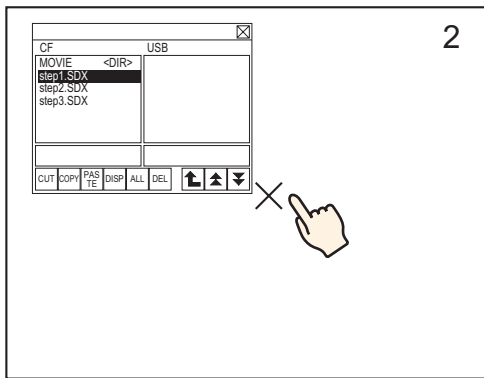 2
CF USB
MOVIE <DIR>
step1.SDX
step2.SDX
step3.SDX
CUT COPY PAS TE DISP ALL DEL